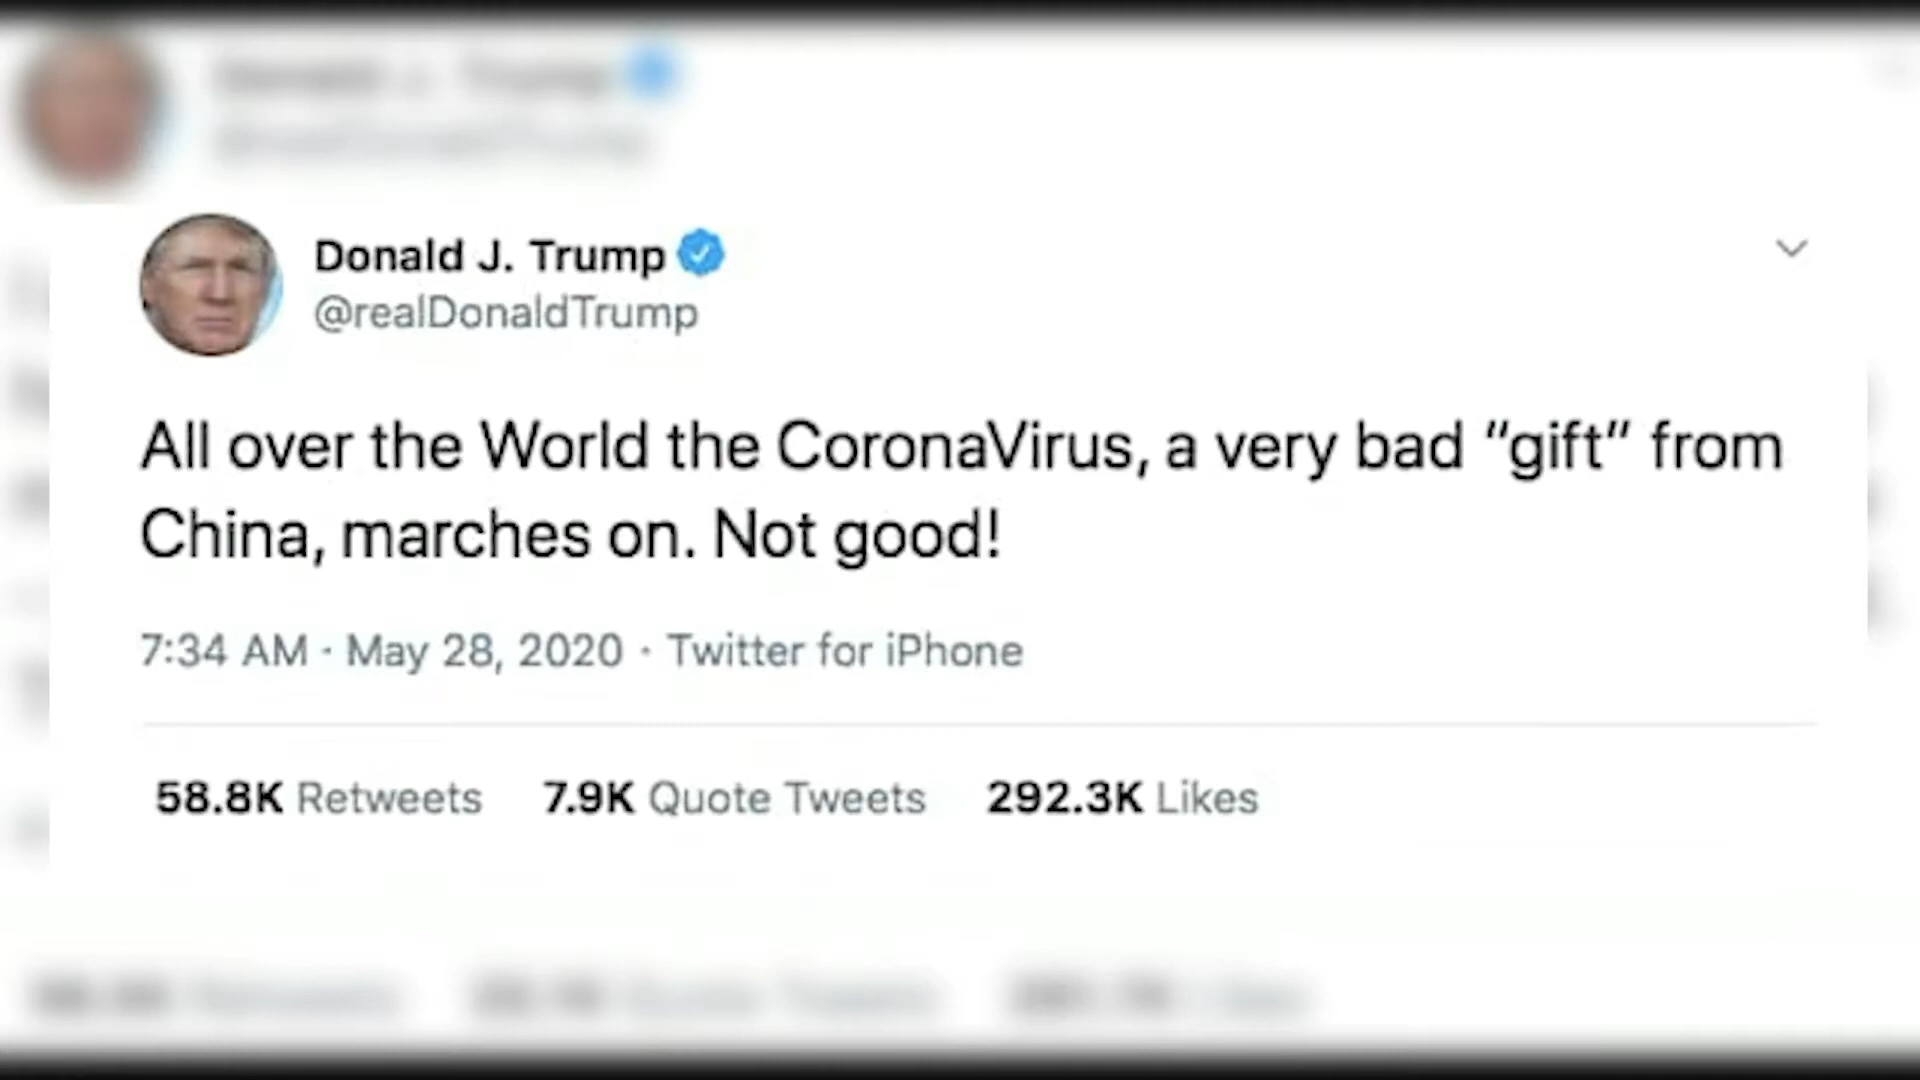 Donald J. Trump
@realDonaldTrump
All over the World the CoronaVirus, a very bad “gift” from
China, marches on. Not good!
7:34 AM · May 28, 2020 · Twitter for iPhone
58.8K Retweets 7.9K Quote Tweets 292.3K Likes